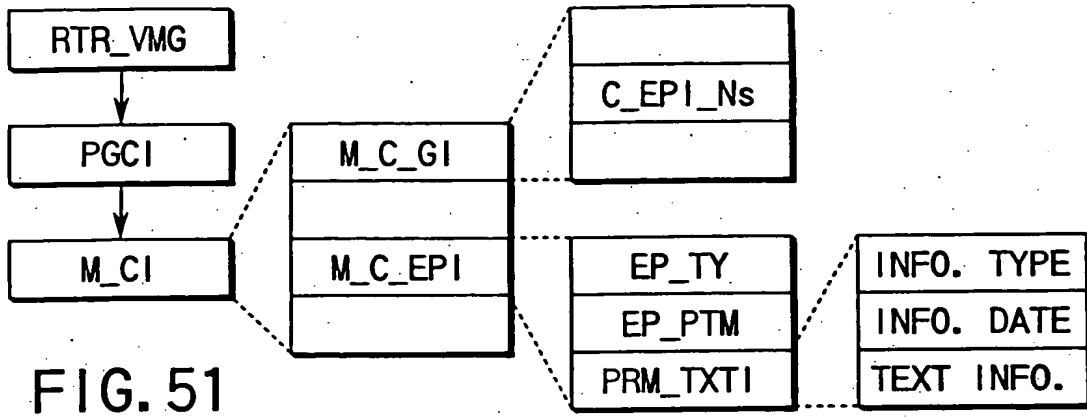 RTR_VMG
PGCI
M_CI
M_C_GI
M_C_EPI
C_EPI_Ns
EP_TY
EP_PTM
PRM_TXTI
INFO. TYPE
INFO. DATE
TEXT INFO.
FIG. 51